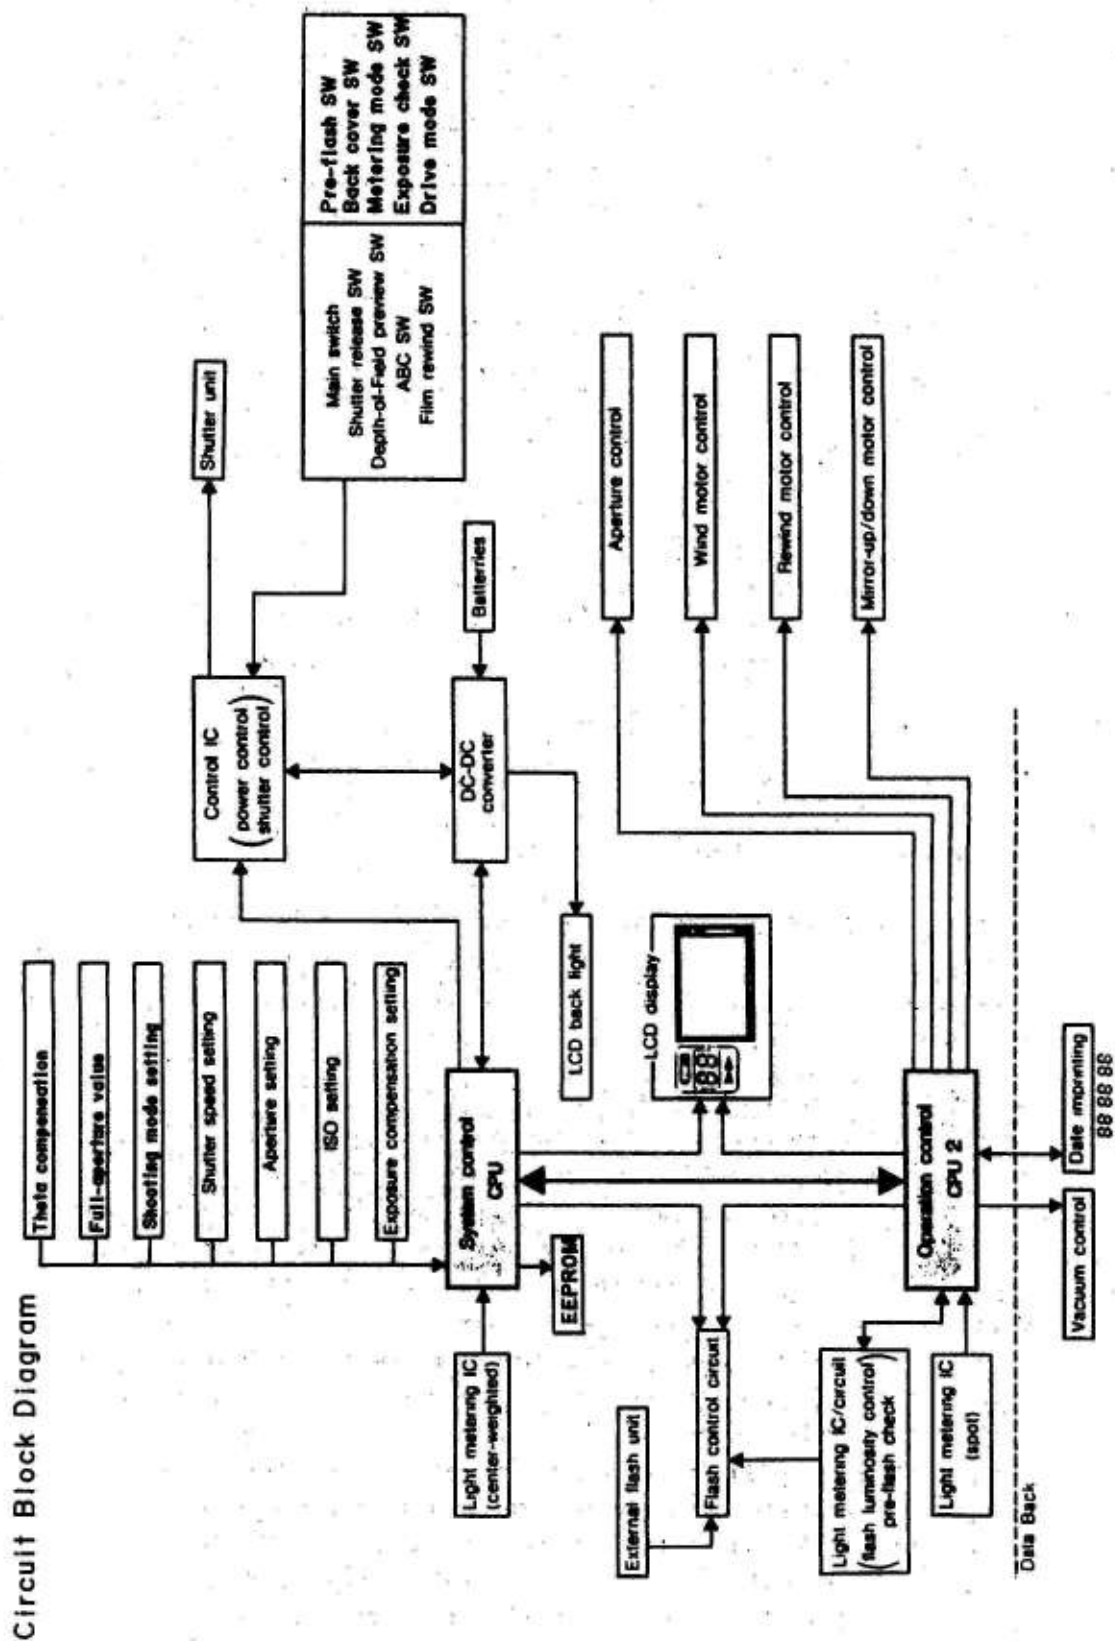 Circuit Block Diagram
Theta compensation
Full-aperture value
Shooting mode setting
Shutter speed setting
Aperture setting
ISO setting
Exposure compensation setting
Control IC
(power control)
(shutter control)
Shutter unit
Main switch
Shutter release SW
Depth-of-Field preview SW
ABC SW
Film rewind SW
Pre-flash SW
Back cover SW
Metering mode SW
Exposure check SW
Drive mode SW
Light metering IC
(center-weighted)
System control
CPU
DC-DC
converter
Batterries
EEPROM
LCD back light
External flash unit
LCD display
88
Flash control circuit
Aperture control
Wind motor control
Rewind motor control
Mirror-up/down motor control
Light metering IC/circuit
(flash luminosity control)
(pre-flash check)
Light metering IC
(spot)
Operation control
CPU 2
Data Back
Vacuum control
Date imprinting
88 88 88